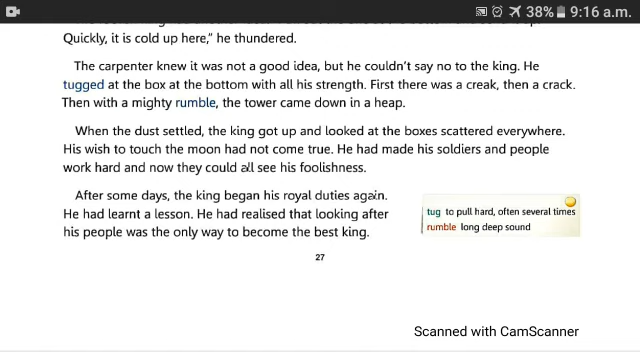 38% 9:16 a.m.
Quickly, it is cold up here," he thundered.
The carpenter knew it was not a good idea, but he couldn't say no to the king. He
tugged at the box at the bottom with all his strength. First there was a creak, then a crack.
Then with a mighty rumble, the tower came down in a heap.
When the dust settled, the king got up and looked at the boxes scattered everywhere.
His wish to touch the moon had not come true. He had made his soldiers and people
work hard and now they could all see his foolishness.
After some days, the king began his royal duties again.
He had learnt a lesson. He had realised that looking after
his people was the only way to become the best king.
tug to pull hard, often several times
rumble long deep sound
27
Scanned with CamScanner